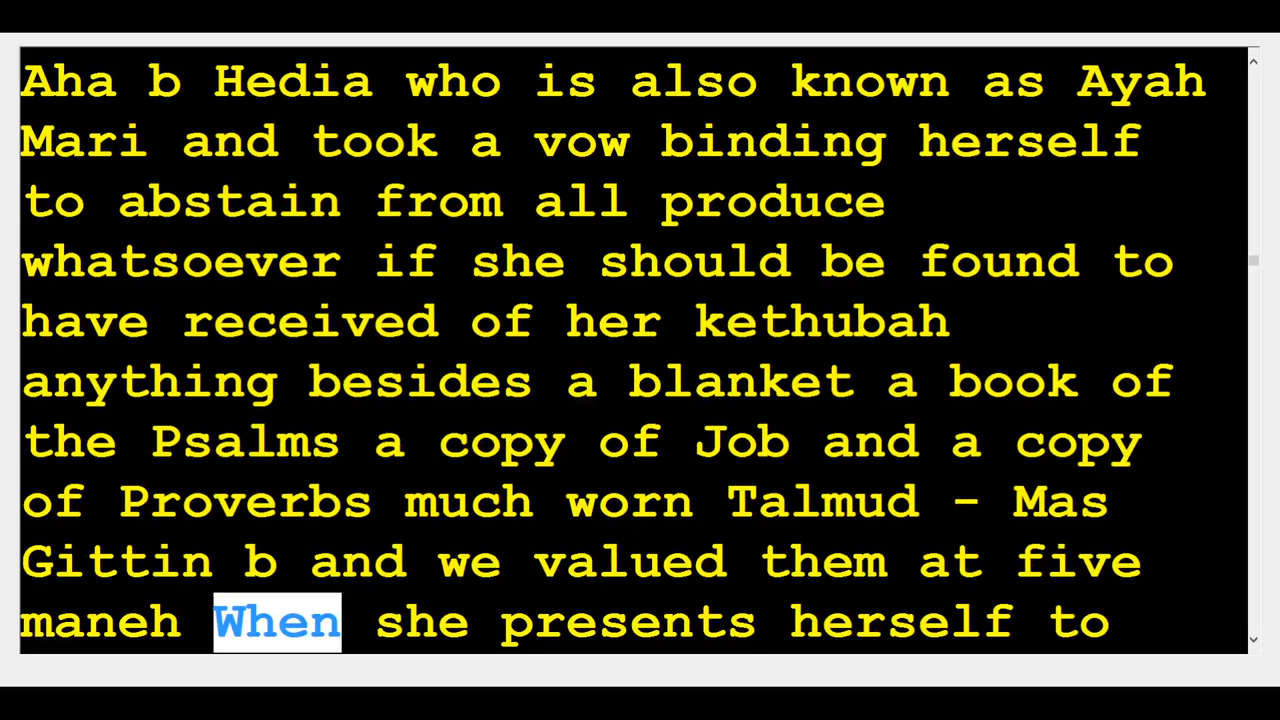 Aha b Hedia who is also known as Ayah
Mari and took a vow binding herself
to abstain from all produce
whatsoever if she should be found to
have received of her kethubah
anything besides a blanket a book of
the Psalms a copy of Job and a copy
of Proverbs much worn Talmud - Mas
Gittin b and we valued them at five
maneh When she presents herself to